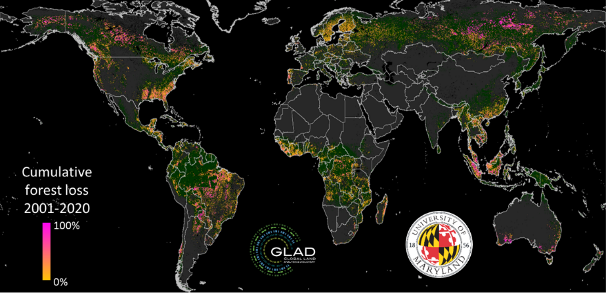 Cumulative
forest loss
2001-2020
100%
0%
GLAD
GLOBAL LAND
UNIVERSITY OF
18 56
MARYLAND